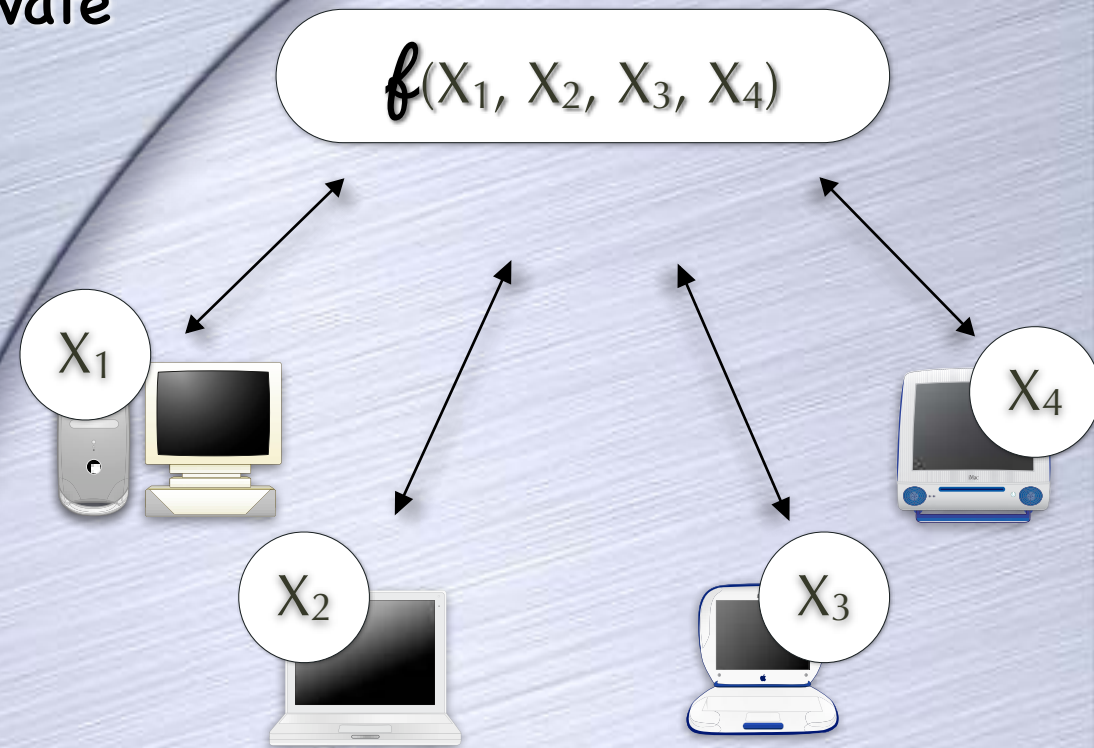 f(X₁, X₂, X₃, X₄)
X₁
X₄
X₂
X₃